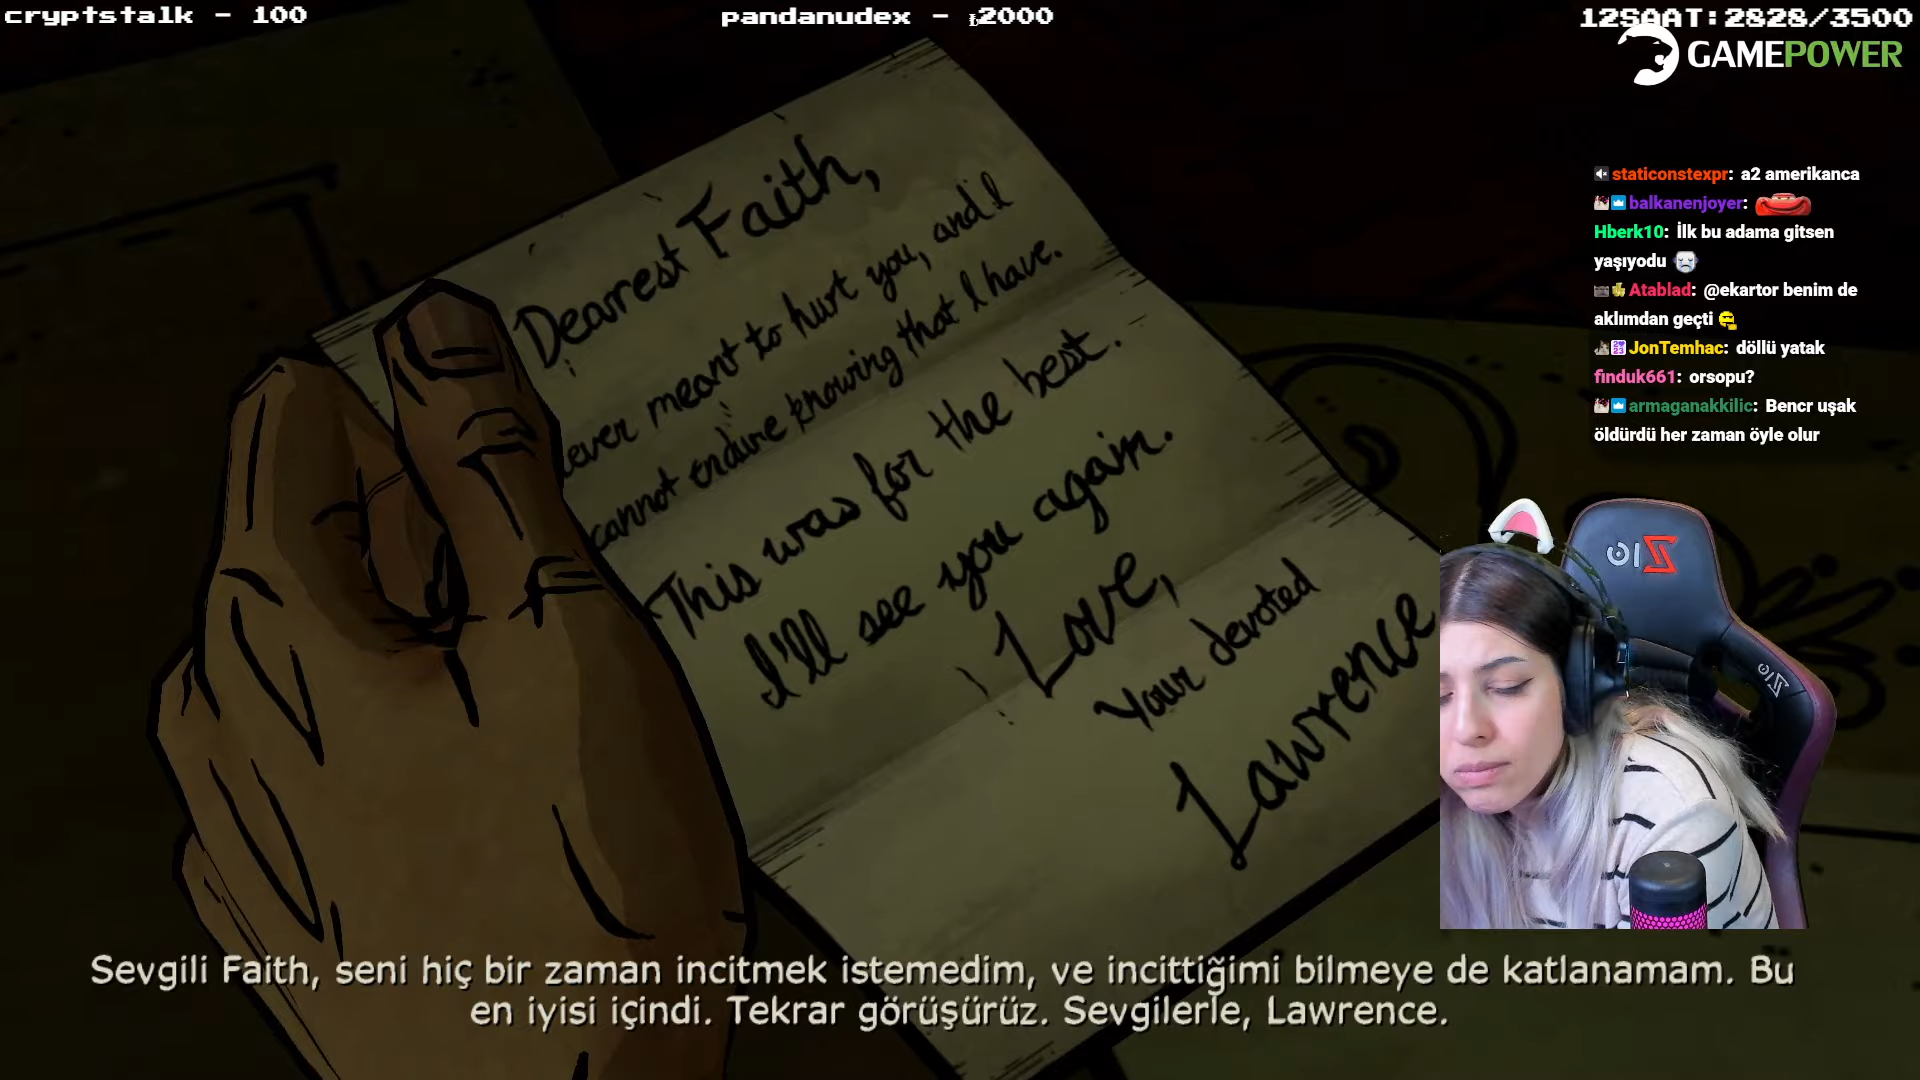 cryptstalk - 100
pandanudex - ₺2000
12SAAT:2828/3500
GAMEPOWER
staticonstexpr: a2 amerikanca
balkanenjoyer:
Hberk10: İlk bu adama gitsen
yaşıyodu
Atablad: @ekartor benim de
aklımdan geçti
JonTemhac: döllü yatak
finduk661: orsopu?
armaganakkilic: Bencr uşak
öldürdü her zaman öyle olur
Dearest Faith,
never meant to hurt you, and I
cannot endure knowing that I have.
This was for the best.
I'll see you again.
Love,
Your devoted
Lawrence
Sevgili Faith, seni hiç bir zaman incitmek istemedim, ve incittiğimi bilmeye de katlanamam. Bu
en iyisi içindi. Tekrar görüşürüz. Sevgilerle, Lawrence.